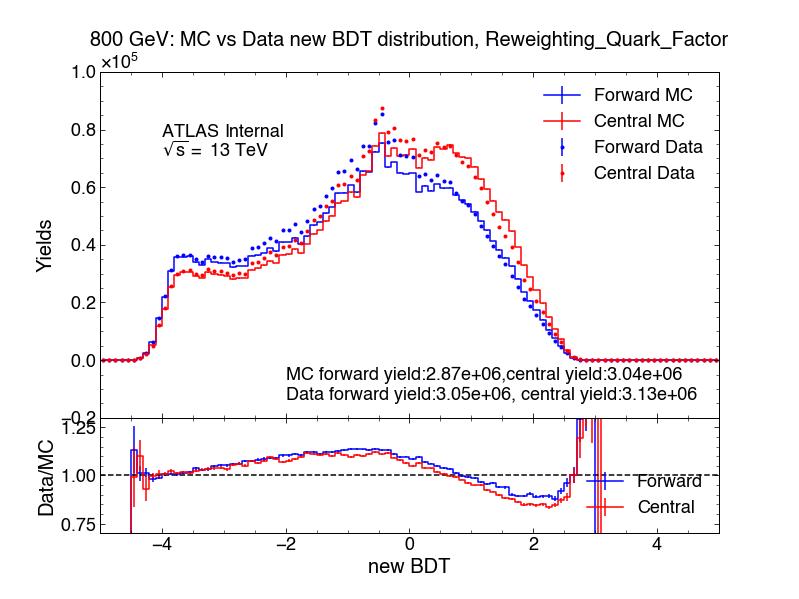 800 GeV: MC vs Data new BDT distribution, Reweighting_Quark_Factor
×10⁵
1.0
0.8
0.6
0.4
0.2
0.0
−0.2
Yields
ATLAS Internal
√s = 13 TeV
Forward MC
Central MC
Forward Data
Central Data
MC forward yield:2.87e+06,central yield:3.04e+06
Data forward yield:3.05e+06, central yield:3.13e+06
1.25
1.00
0.75
Data/MC
Forward
Central
−4 −2 0 2 4
new BDT